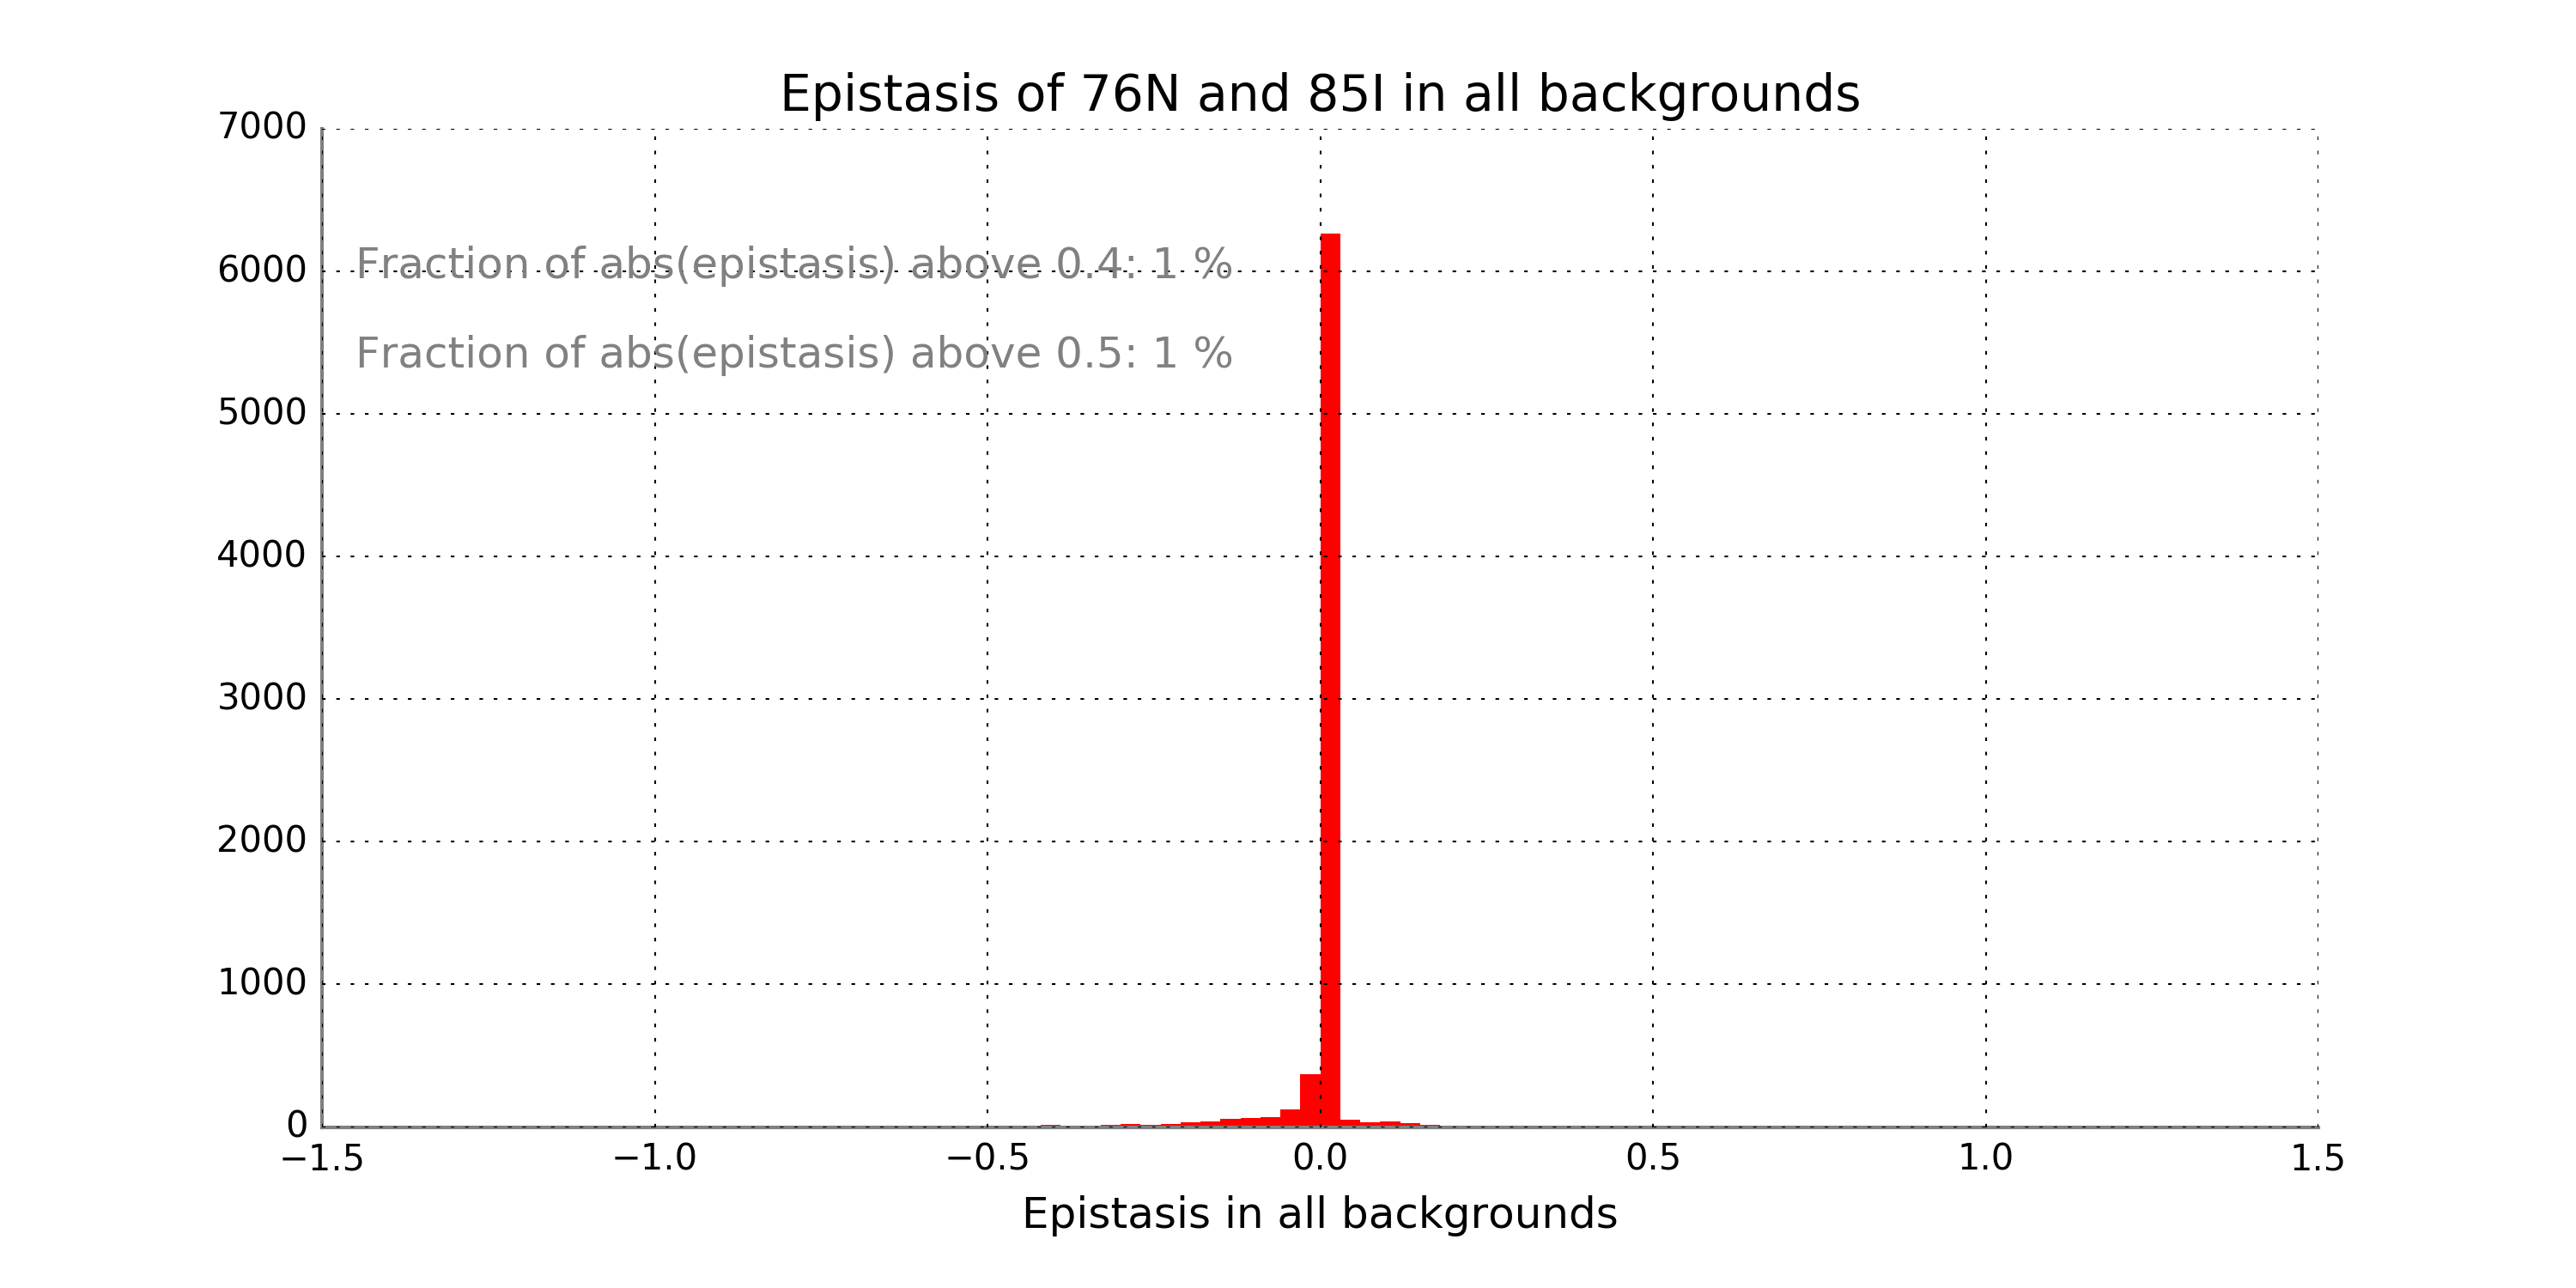 Epistasis of 76N and 85I in all backgrounds
7000
6000
5000
4000
3000
2000
1000
0
Fraction of abs(epistasis) above 0.4: 1 %
Fraction of abs(epistasis) above 0.5: 1 %
−1.5 −1.0 −0.5 0.0 0.5 1.0 1.5
Epistasis in all backgrounds